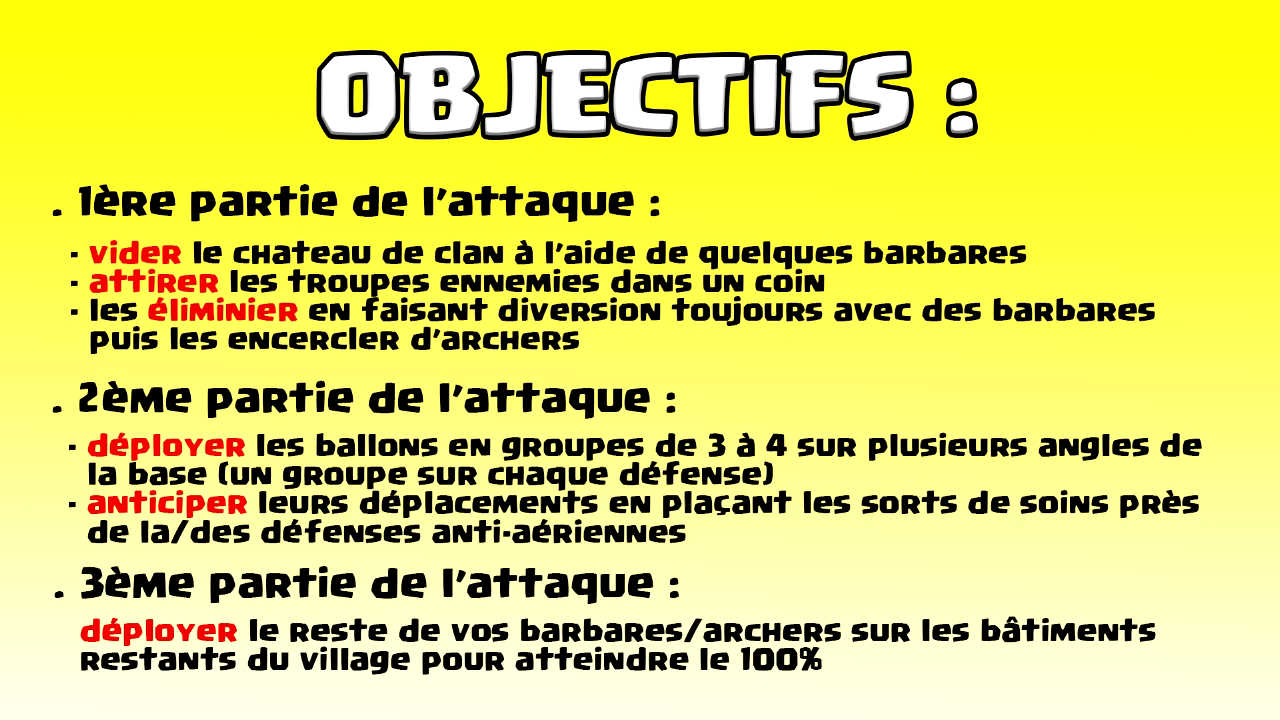 OBJECTIFS :
. 1ère partie de l'attaque :
- vider le chateau de clan à l'aide de quelques barbares
- attirer les troupes ennemies dans un coin
- les éliminier en faisant diversion toujours avec des barbares
puis les encercler d'archers
. 2ème partie de l'attaque :
- déployer les ballons en groupes de 3 à 4 sur plusieurs angles de
la base (un groupe sur chaque défense)
- anticiper leurs déplacements en plaçant les sorts de soins près
de la/des défenses anti-aériennes
. 3ème partie de l'attaque :
déployer le reste de vos barbares/archers sur les bâtiments
restants du village pour atteindre le 100%